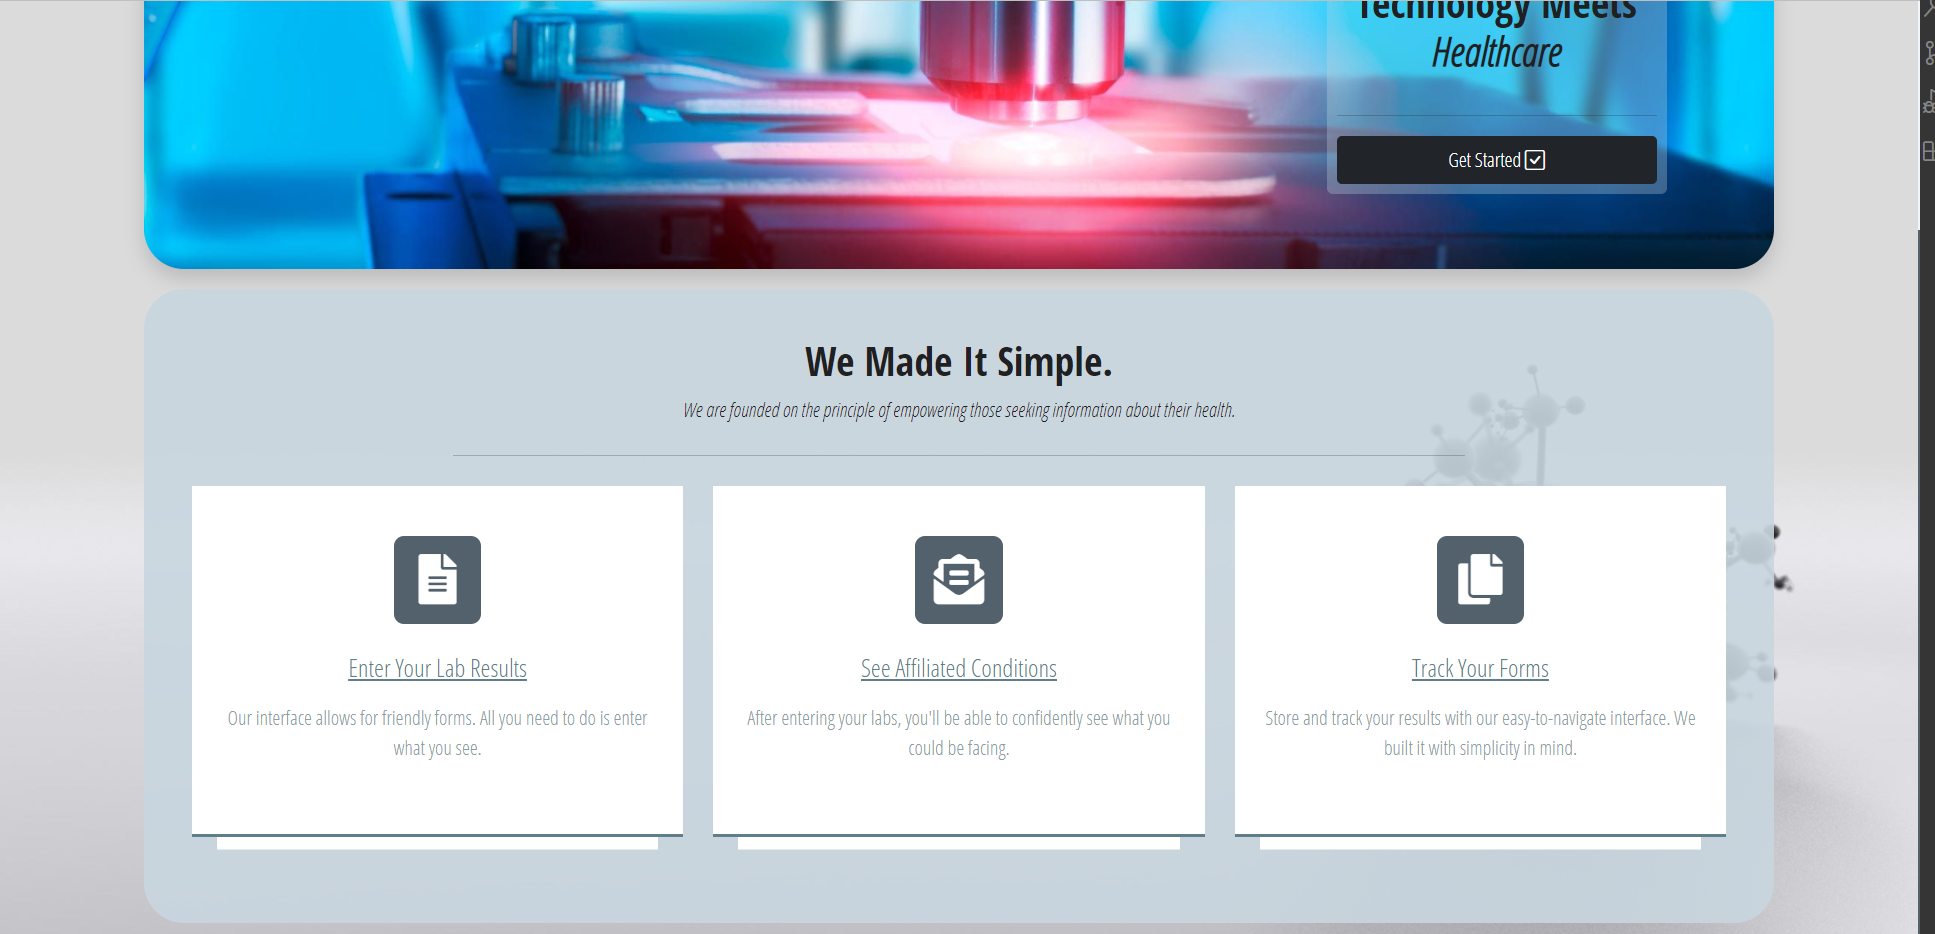 Technology Meets
Healthcare
Get Started
We Made It Simple.
We are founded on the principle of empowering those seeking information about their health.
Enter Your Lab Results
Our interface allows for friendly forms. All you need to do is enter
what you see.
See Affiliated Conditions
After entering your labs, you'll be able to confidently see what you
could be facing.
Track Your Forms
Store and track your results with our easy-to-navigate interface. We
built it with simplicity in mind.